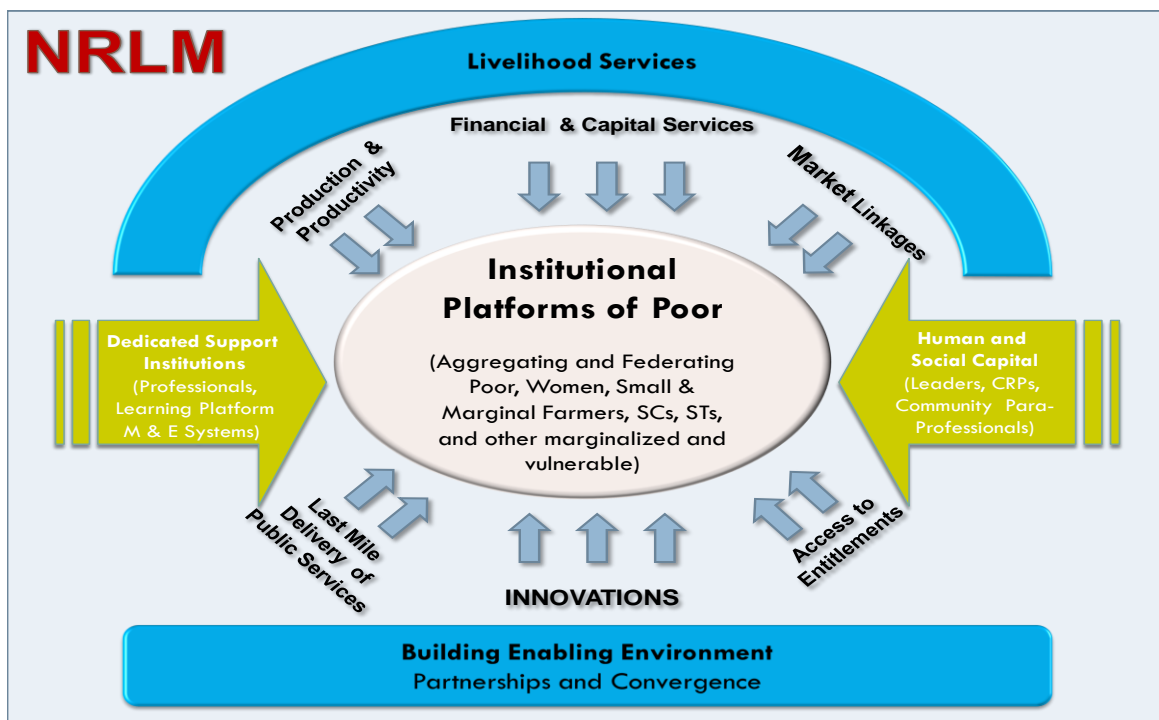 NRLM
Livelihood Services
Financial & Capital Services
Production &
Productivity
Market Linkages
Institutional
Platforms of Poor
(Aggregating and Federating
Poor, Women, Small &
Marginal Farmers, SCs, STs,
and other marginalized and
vulnerable)
Dedicated Support
Institutions
(Professionals,
Learning Platform
M & E Systems)
Human and
Social Capital
(Leaders, CRPs,
Community Para-
Professionals)
Last Mile
Delivery of
Public Services
INNOVATIONS
Access to
Entitlements
Building Enabling Environment
Partnerships and Convergence